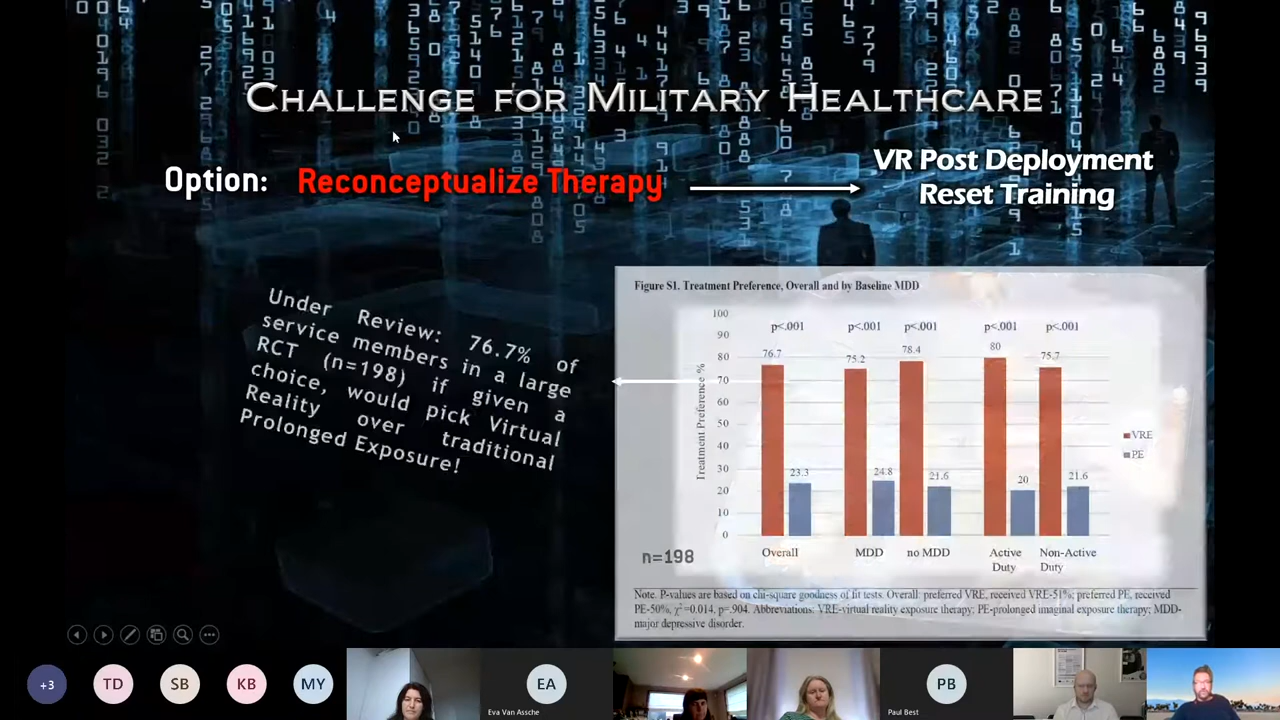 CHALLENGE FOR MILITARY HEALTHCARE
Option: Reconceptualize Therapy
VR Post Deployment
Reset Training
Under Review: 76.7% of
service members in a large
RCT (n=198) if given a
choice, would pick Virtual
Reality over traditional
Prolonged Exposure!
Figure S1. Treatment Preference, Overall and by Baseline MDD
Treatment Preference %
100
90
80
70
60
50
40
30
20
10
0
p<.001 p<.001 p<.001 p<.001 p<.001
76.7 75.2 78.4 80 75.7
23.3 24.8 21.6 20 21.6
VRE
PE
Overall MDD no MDD Active Duty Non-Active Duty
n=198
Note. P-values are based on chi-square goodness of fit tests. Overall: preferred VRE, received VRE-51%; preferred PE, received
PE-50%, χ²=0.014, p=.904. Abbreviations: VRE-virtual reality exposure therapy; PE-prolonged imaginal exposure therapy; MDD-
major depressive disorder.
+3
TD
SB
KB
MY
EA
Eva Van Assche
PB
Paul Best